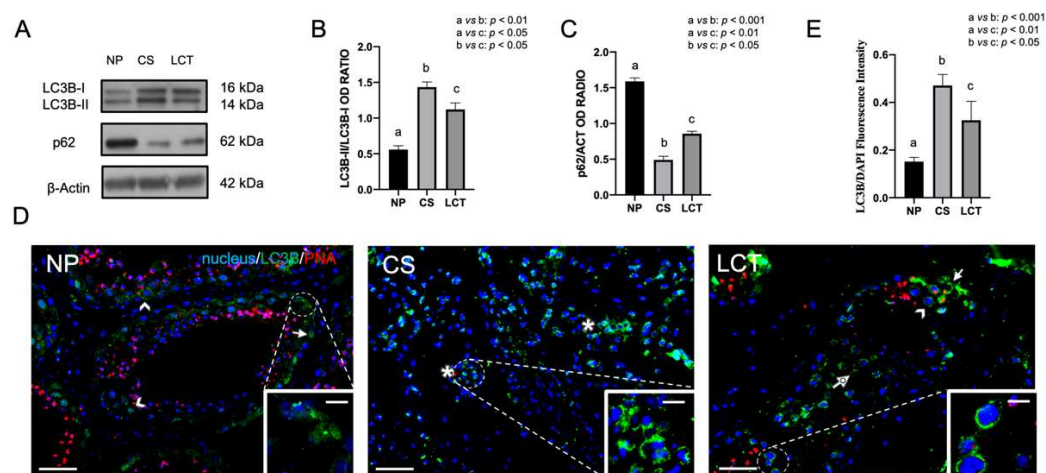 A
NP CS LCT
LC3B-I 16 kDa
LC3B-II 14 kDa
p62 62 kDa
β-Actin 42 kDa
B
a vs b: p < 0.01
a vs c: p < 0.05
b vs c: p < 0.05
LC3B-II/LC3B-I OD RATIO
2.0
1.5
1.0
0.5
0.0
a
b
c
NP CS LCT
C
a vs b: p < 0.001
a vs c: p < 0.01
b vs c: p < 0.05
p62/ACT OD RADIO
2.0
1.5
1.0
0.5
0.0
a
b
c
NP CS LCT
E
a vs b: p < 0.001
a vs c: p < 0.01
b vs c: p < 0.05
LC3B/DAPI Fluorescence Intensity
0.6
0.4
0.2
0.0
a
b
c
NP CS LCT
D
NP
nucleus/LC3B/PNA
CS
*
*
LCT